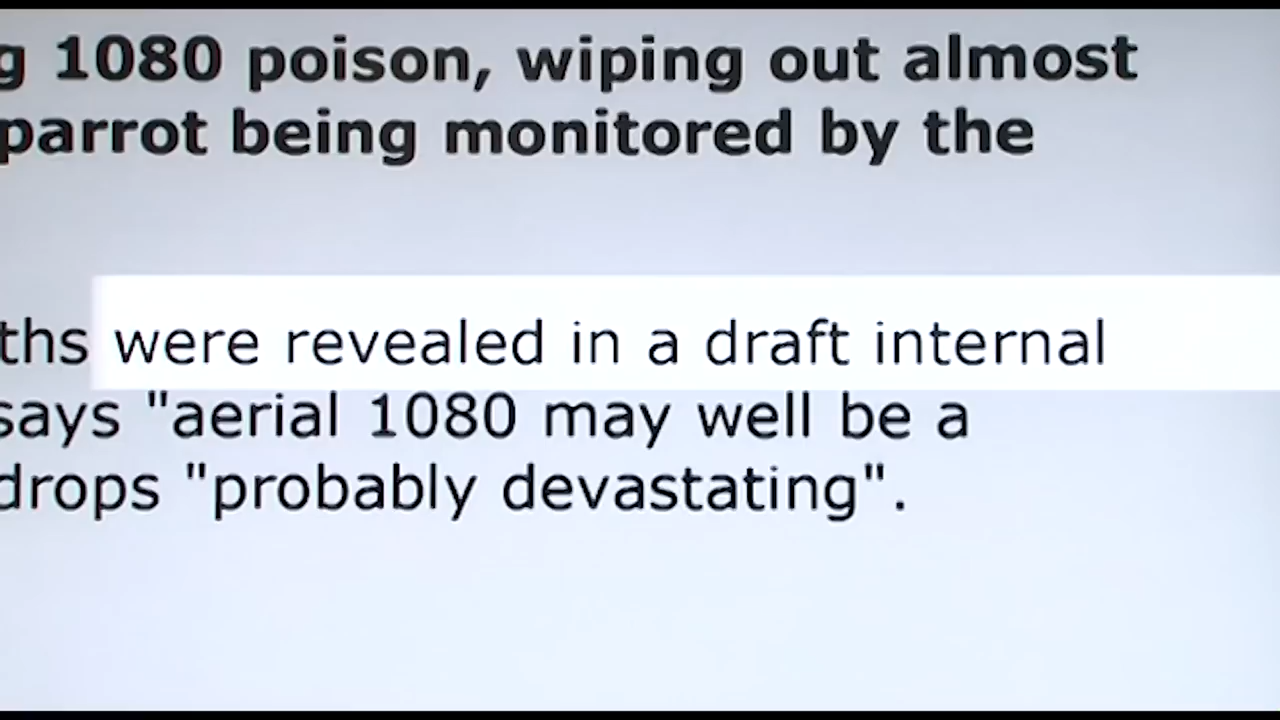 g 1080 poison, wiping out almost
parrot being monitored by the
ths were revealed in a draft internal
says "aerial 1080 may well be a
drops "probably devastating".